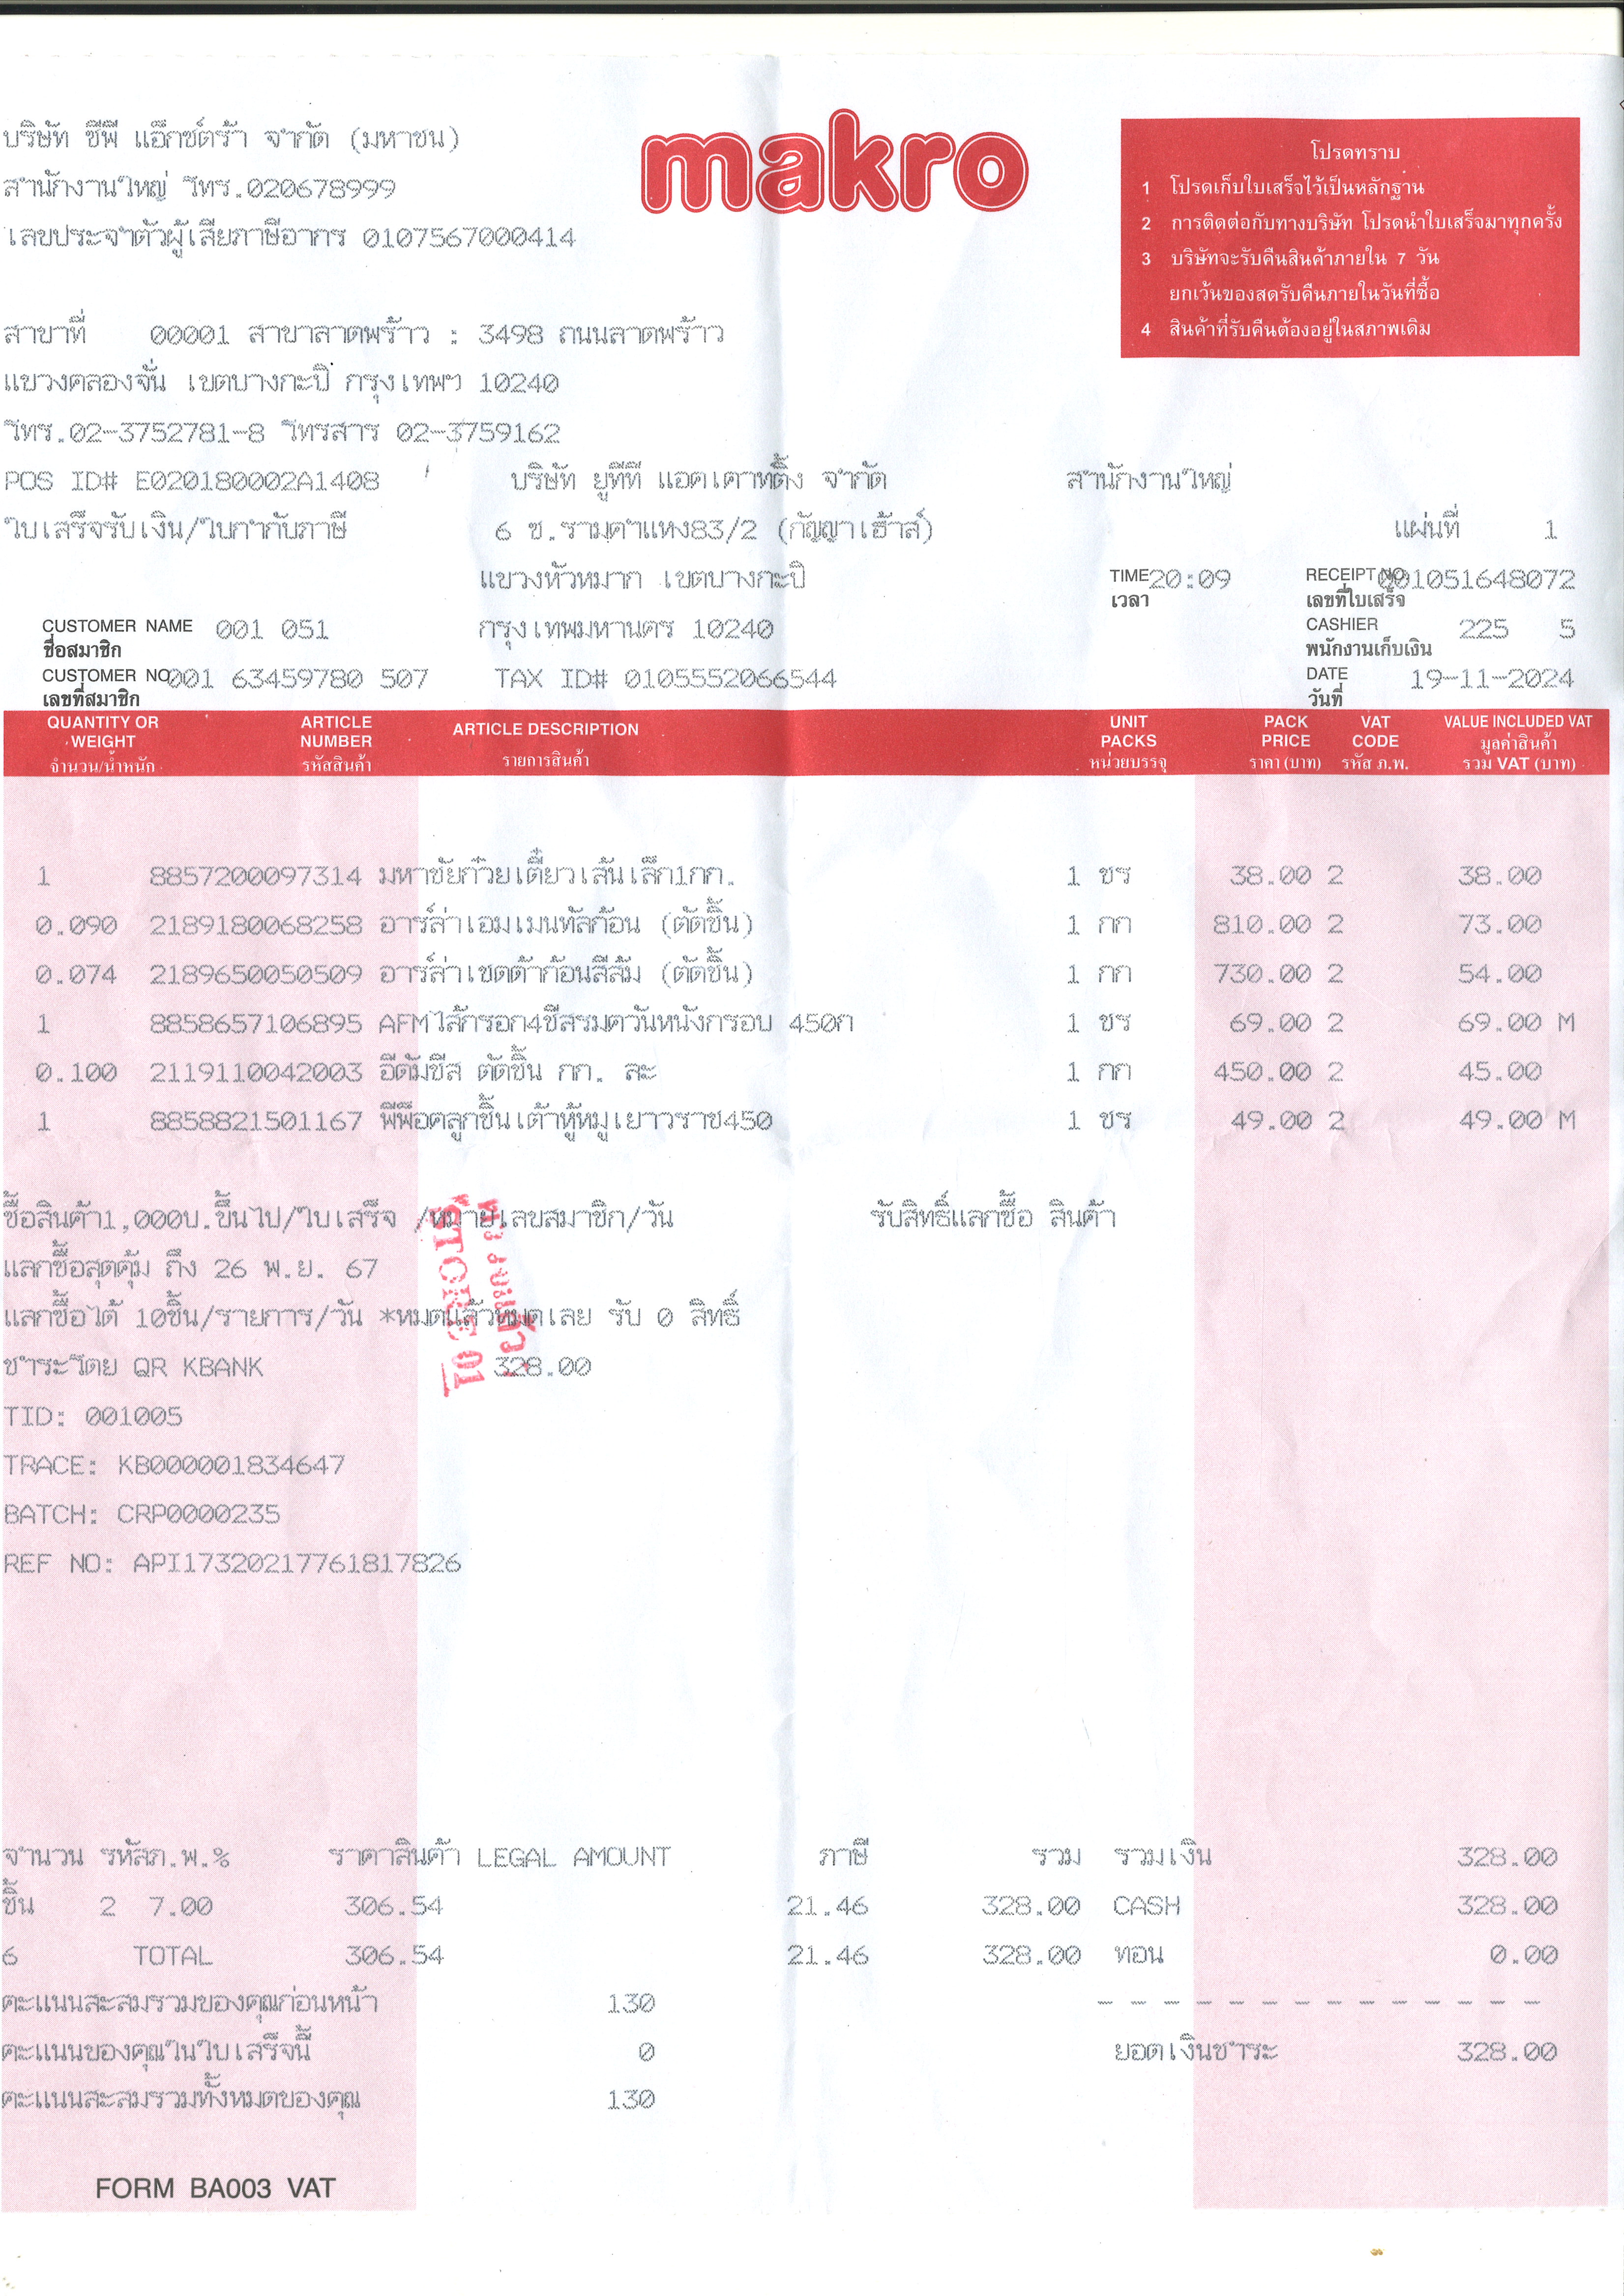 บริษัท ซีพี แอ็กซ์ตร้า จำกัด (มหาชน)
สำนักงานใหญ่ โทร.020678999
เลขประจำตัวผู้เสียภาษีอากร 0107567000414
makro
โปรดทราบ
1 โปรดเก็บใบเสร็จไว้เป็นหลักฐาน
2 การติดต่อกับทางบริษัท โปรดนำใบเสร็จมาทุกครั้ง
3 บริษัทจะรับคืนสินค้าภายใน 7 วัน
ยกเว้นของสดรับคืนภายในวันที่ซื้อ
4 สินค้าที่รับคืนต้องอยู่ในสภาพเดิม
สาขาที่ 00001 สาขาลาดพร้าว : 3498 ถนนลาดพร้าว
แขวงคลองจั่น เขตบางกะปิ กรุงเทพฯ 10240
โทร.02-3752781-8 โทรสาร 02-3759162
POS ID# E020180002A1408 บริษัท ยูทีที แอคเคาทติ้ง จำกัด สำนักงานใหญ่
ใบเสร็จรับเงิน/ใบกำกับภาษี 6 ซ.รามคำแหง83/2 (กัญญาเฮ้าส์) แผ่นที่ 1
แขวงหัวหมาก เขตบางกะปิ TIME 20:09 RECEIPT NO. 001051648072
เวลา เลขที่ใบเสร็จ
CUSTOMER NAME 001 051 กรุงเทพมหานคร 10240 CASHIER 225 5
ชื่อสมาชิก พนักงานเก็บเงิน
CUSTOMER NO. 001 63459780 507 TAX ID# 0105552066544 DATE 19-11-2024
เลขที่สมาชิก วันที่
QUANTITY OR WEIGHT ARTICLE NUMBER ARTICLE DESCRIPTION UNIT PACKS PACK PRICE VAT CODE VALUE INCLUDED VAT
จำนวน/น้ำหนัก รหัสสินค้า รายการสินค้า หน่วยบรรจุ ราคา (บาท) รหัส ภ.พ. มูลค่าสินค้า รวม VAT (บาท)
1 8857200097314 มหาชัยก๋วยเตี๋ยวเส้นเล็ก1กก. 1 ชร 38.00 2 38.00
0.090 2189180068258 อาร์ล่าเอมเมนทัลก้อน (ตัดชิ้น) 1 กก 810.00 2 73.00
0.074 2189650050509 อาร์ล่าเชดด้าก้อนสีส้ม (ตัดชิ้น) 1 กก 730.00 2 54.00
1 8858657106895 AFMไส้กรอก4ชีสรมควันหนังกรอบ 450ก 1 ชร 69.00 2 69.00 M
0.100 2119110042003 อีดัมชีส ตัดชิ้น กก. ละ 1 กก 450.00 2 45.00
1 8858821501167 พีพ็อคลูกชิ้นเต้าหู้หมูเยาวราช450 1 ชร 49.00 2 49.00 M
ซื้อสินค้า1,000บ.ขึ้นไป/ใบเสร็จ /หมายเลขสมาชิก/วัน รับสิทธิ์แลกซื้อ สินค้า
แลกซื้อสุดคุ้ม ถึง 26 พ.ย. 67
แลกซื้อได้ 10ชิ้น/รายการ/วัน *หมดแล้วหมดเลย รับ 0 สิทธิ์
STORE 01
ชำระโดย QR KBANK 328.00
TID: 001005
TRACE: KB000001834647
BATCH: CRP0000235
REF NO: API173202177618​17826
จำนวน รหัสภ.พ.% ราคาสินค้า LEGAL AMOUNT ภาษี รวม รวมเงิน 328.00
ชิ้น 2 7.00 306.54 21.46 328.00 CASH 328.00
6 TOTAL 306.54 21.46 328.00 ทอน 0.00
คะแนนสะสมรวมของคุณก่อนหน้า 130
คะแนนของคุณในใบเสร็จนี้ 0 ยอดเงินชำระ 328.00
คะแนนสะสมรวมทั้งหมดของคุณ 130
FORM BA003 VAT